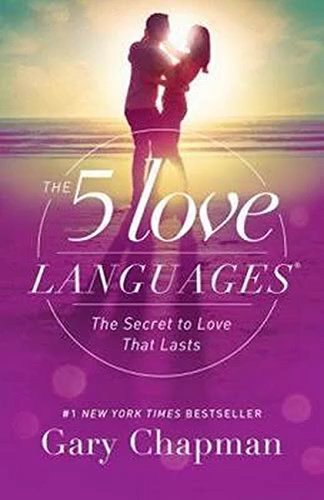 THE
5 love
LANGUAGES®
The Secret to Love
That Lasts
#1 NEW YORK TIMES BESTSELLER
Gary Chapman